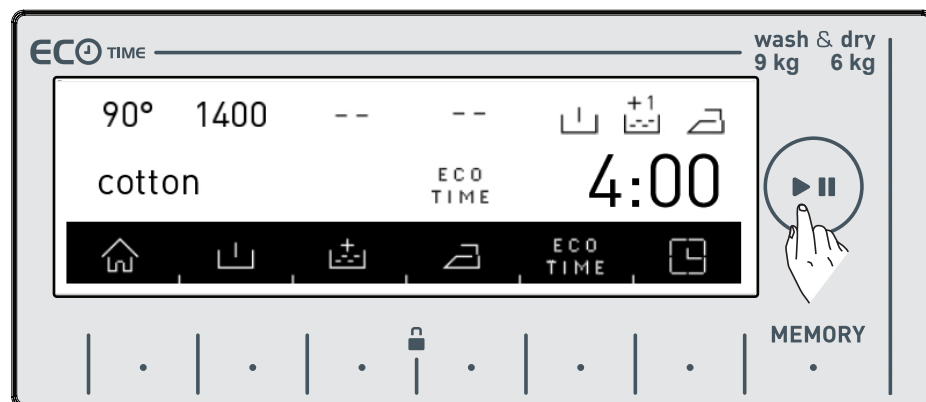 ECO TIME
wash & dry
9 kg 6 kg
90° 1400 -- -- +1
cotton ECO TIME 4:00
+ ECO TIME
MEMORY